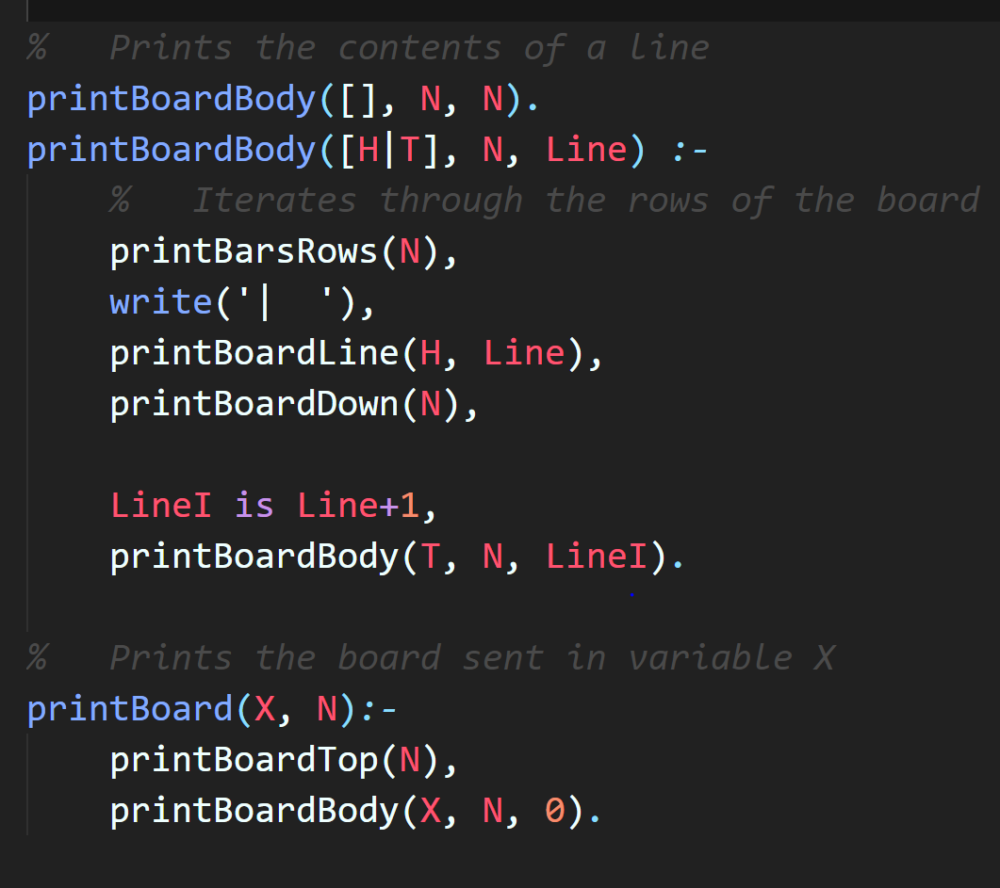 %   Prints the contents of a line
printBoardBody([], N, N).
printBoardBody([H|T], N, Line) :-
    %   Iterates through the rows of the board
    printBarsRows(N),
    write('|  '),
    printBoardLine(H, Line),
    printBoardDown(N),

    LineI is Line+1,
    printBoardBody(T, N, LineI).

%   Prints the board sent in variable X
printBoard(X, N):-
    printBoardTop(N),
    printBoardBody(X, N, 0).